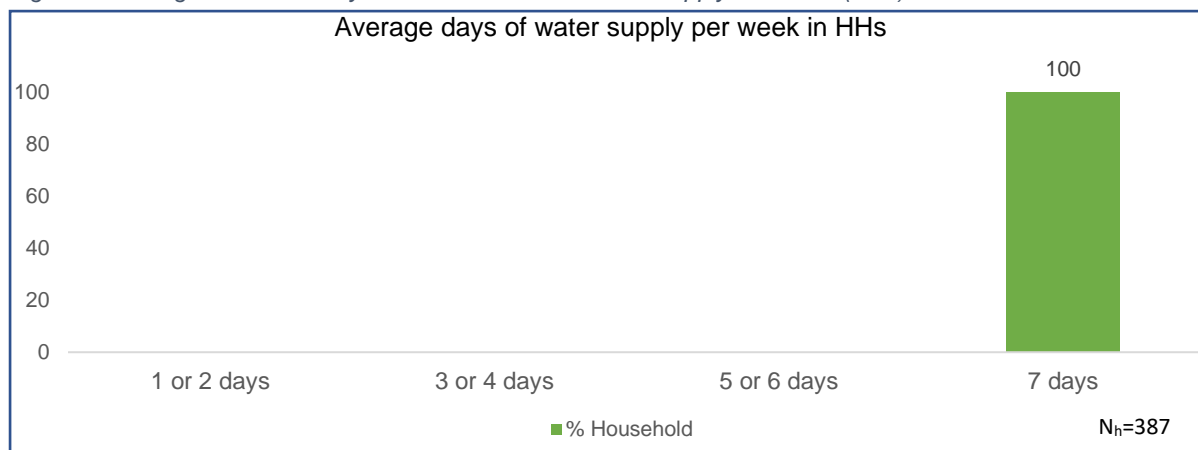 Average days of water supply per week in HHs
100
100
80
60
40
20
0
1 or 2 days
3 or 4 days
5 or 6 days
7 days
% Household
Nh=387